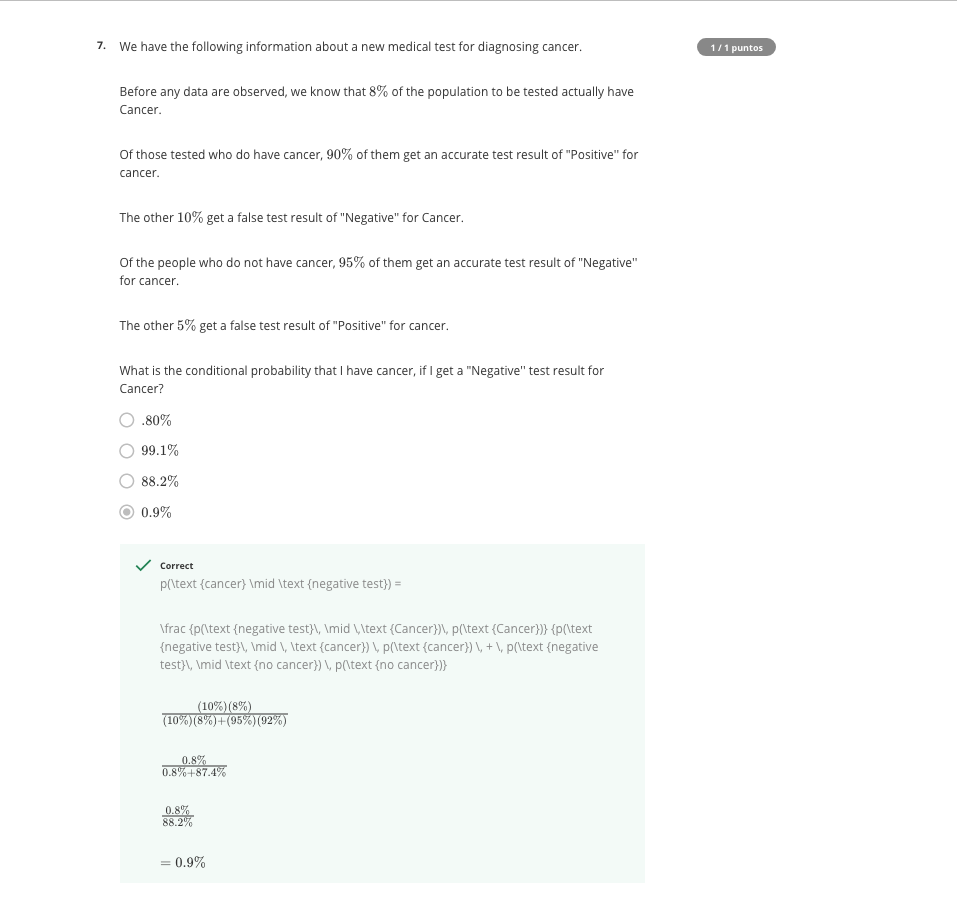 7. We have the following information about a new medical test for diagnosing cancer.
1 / 1 puntos
Before any data are observed, we know that 8% of the population to be tested actually have
Cancer.
Of those tested who do have cancer, 90% of them get an accurate test result of "Positive" for
cancer.
The other 10% get a false test result of "Negative" for Cancer.
Of the people who do not have cancer, 95% of them get an accurate test result of "Negative"
for cancer.
The other 5% get a false test result of "Positive" for cancer.
What is the conditional probability that I have cancer, if I get a "Negative" test result for
Cancer?
.80%
99.1%
88.2%
0.9%
Correct
p(\text {cancer} \mid \text {negative test}) =
\frac {p(\text {negative test}\, \mid \,\text {Cancer})\, p(\text {Cancer})} {p(\text
{negative test}\, \mid \, \text {cancer}) \, p(\text {cancer}) \, + \, p(\text {negative
test}\, \mid \text {no cancer}) \, p(\text {no cancer})}
(10%)(8%)
(10%)(8%)+(95%)(92%)
0.8%
0.8%+87.4%
0.8%
88.2%
= 0.9%